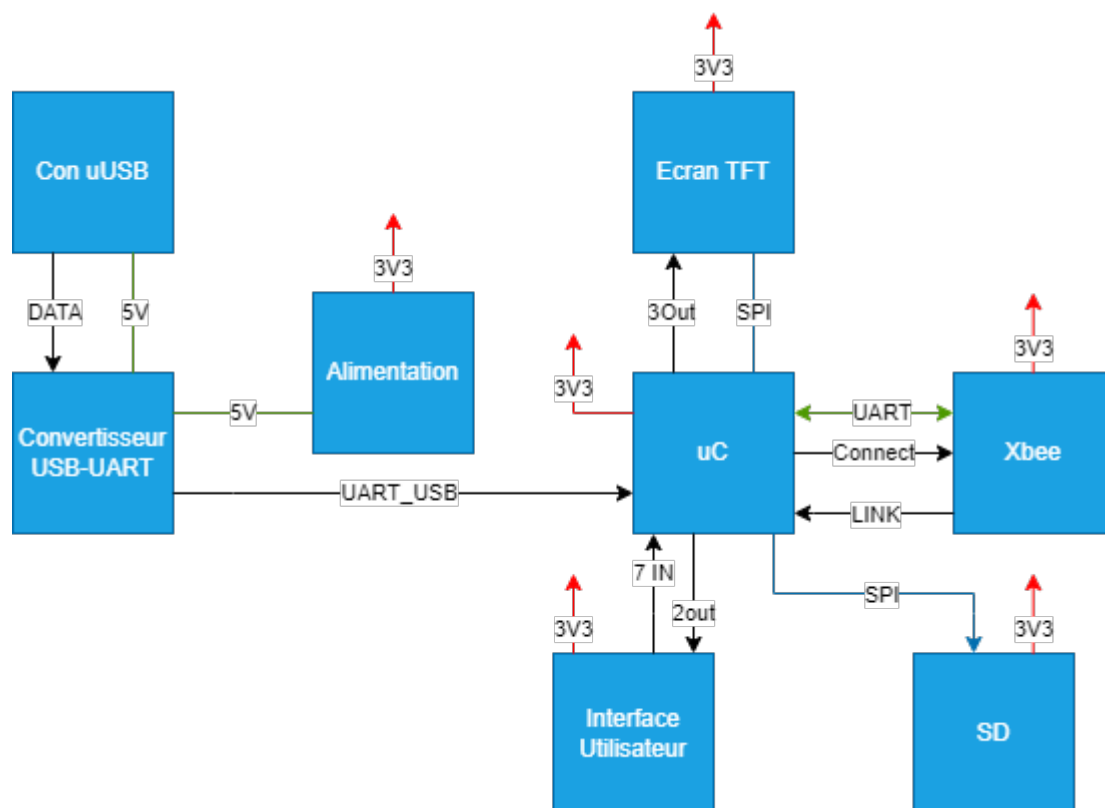 3V3
Con uUSB
Ecran TFT
3V3
DATA
5V
3Out
SPI
3V3
3V3
Alimentation
5V
UART
Convertisseur
USB-UART
uC
Connect
Xbee
UART_USB
LINK
7 IN
SPI
2out
3V3
3V3
Interface
Utilisateur
SD